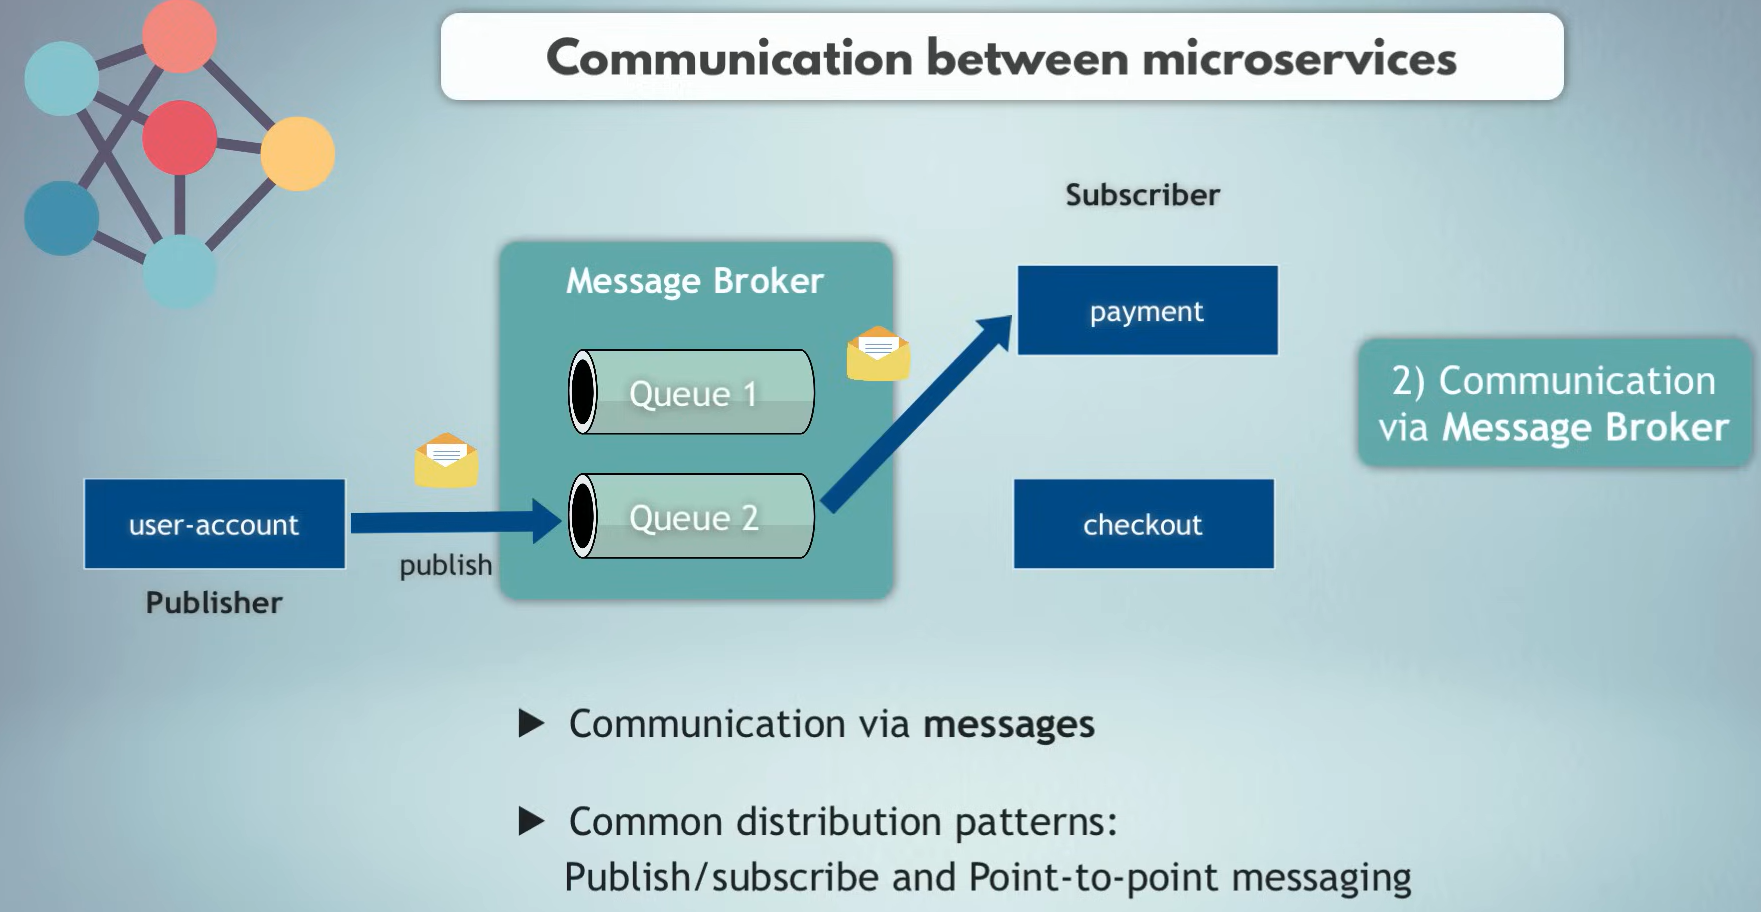 Communication between microservices
Subscriber
Message Broker
payment
Queue 1
2) Communication
via Message Broker
Queue 2
user-account
checkout
publish
Publisher
Communication via messages
Common distribution patterns:
Publish/subscribe and Point-to-point messaging